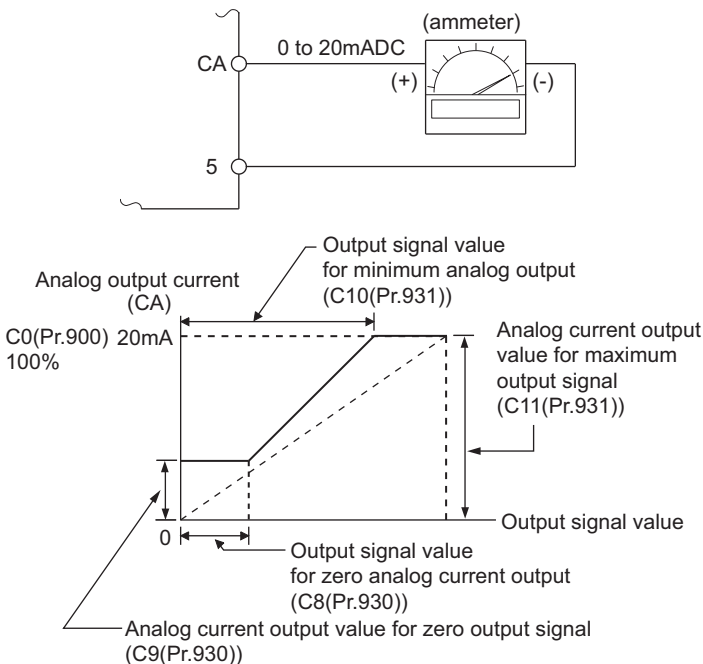 (ammeter)
0 to 20mADC
CA
(+)
(-)
5
Output signal value
for minimum analog output
(C10(Pr.931))
Analog output current
(CA)
C0(Pr.900) 20mA
100%
Analog current output
value for maximum
output signal
(C11(Pr.931))
Output signal value
0
Output signal value
for zero analog current output
(C8(Pr.930))
Analog current output value for zero output signal
(C9(Pr.930))